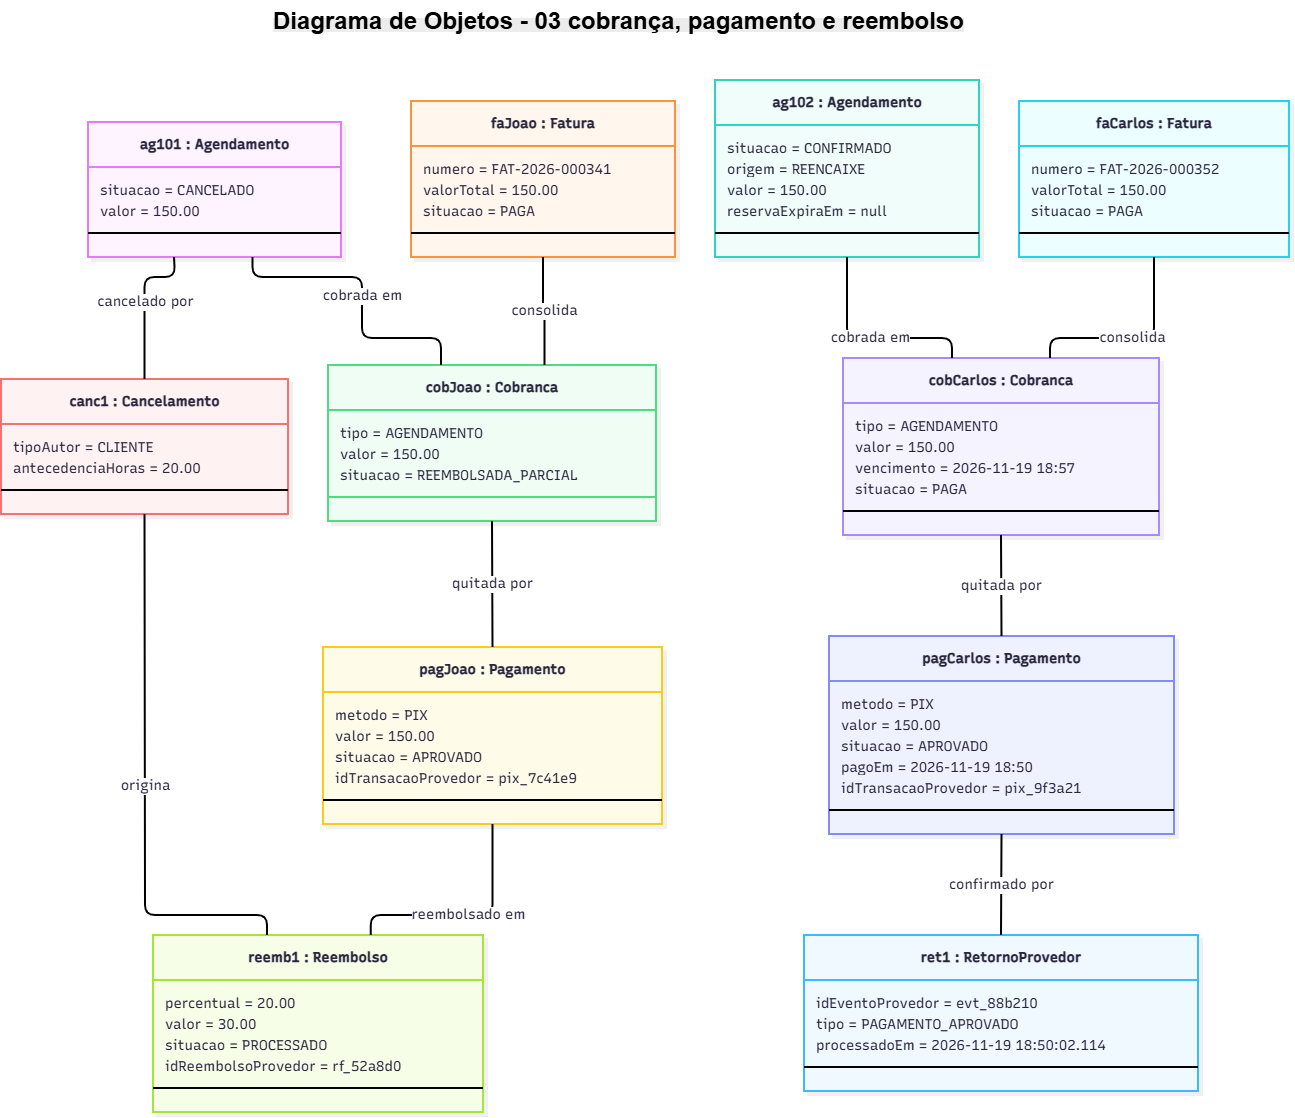 Diagrama de Objetos - 03 cobrança, pagamento e reembolso
ag101 : Agendamento
situacao = CANCELADO
valor = 150.00
faJoao : Fatura
numero = FAT-2026-000341
valorTotal = 150.00
situacao = PAGA
ag102 : Agendamento
situacao = CONFIRMADO
origem = REENCAIXE
valor = 150.00
reservaExpiraEm = null
faCarlos : Fatura
numero = FAT-2026-000352
valorTotal = 150.00
situacao = PAGA
cancelado por
cobrada em
consolida
cobrada em
consolida
canc1 : Cancelamento
tipoAutor = CLIENTE
antecedenciaHoras = 20.00
cobJoao : Cobranca
tipo = AGENDAMENTO
valor = 150.00
situacao = REEMBOLSADA_PARCIAL
cobCarlos : Cobranca
tipo = AGENDAMENTO
valor = 150.00
vencimento = 2026-11-19 18:57
situacao = PAGA
quitada por
quitada por
pagJoao : Pagamento
metodo = PIX
valor = 150.00
situacao = APROVADO
idTransacaoProvedor = pix_7c41e9
pagCarlos : Pagamento
metodo = PIX
valor = 150.00
situacao = APROVADO
pagoEm = 2026-11-19 18:50
idTransacaoProvedor = pix_9f3a21
origina
reembolsado em
confirmado por
reemb1 : Reembolso
percentual = 20.00
valor = 30.00
situacao = PROCESSADO
idReembolsoProvedor = rf_52a8d0
ret1 : RetornoProvedor
idEventoProvedor = evt_88b210
tipo = PAGAMENTO_APROVADO
processadoEm = 2026-11-19 18:50:02.114